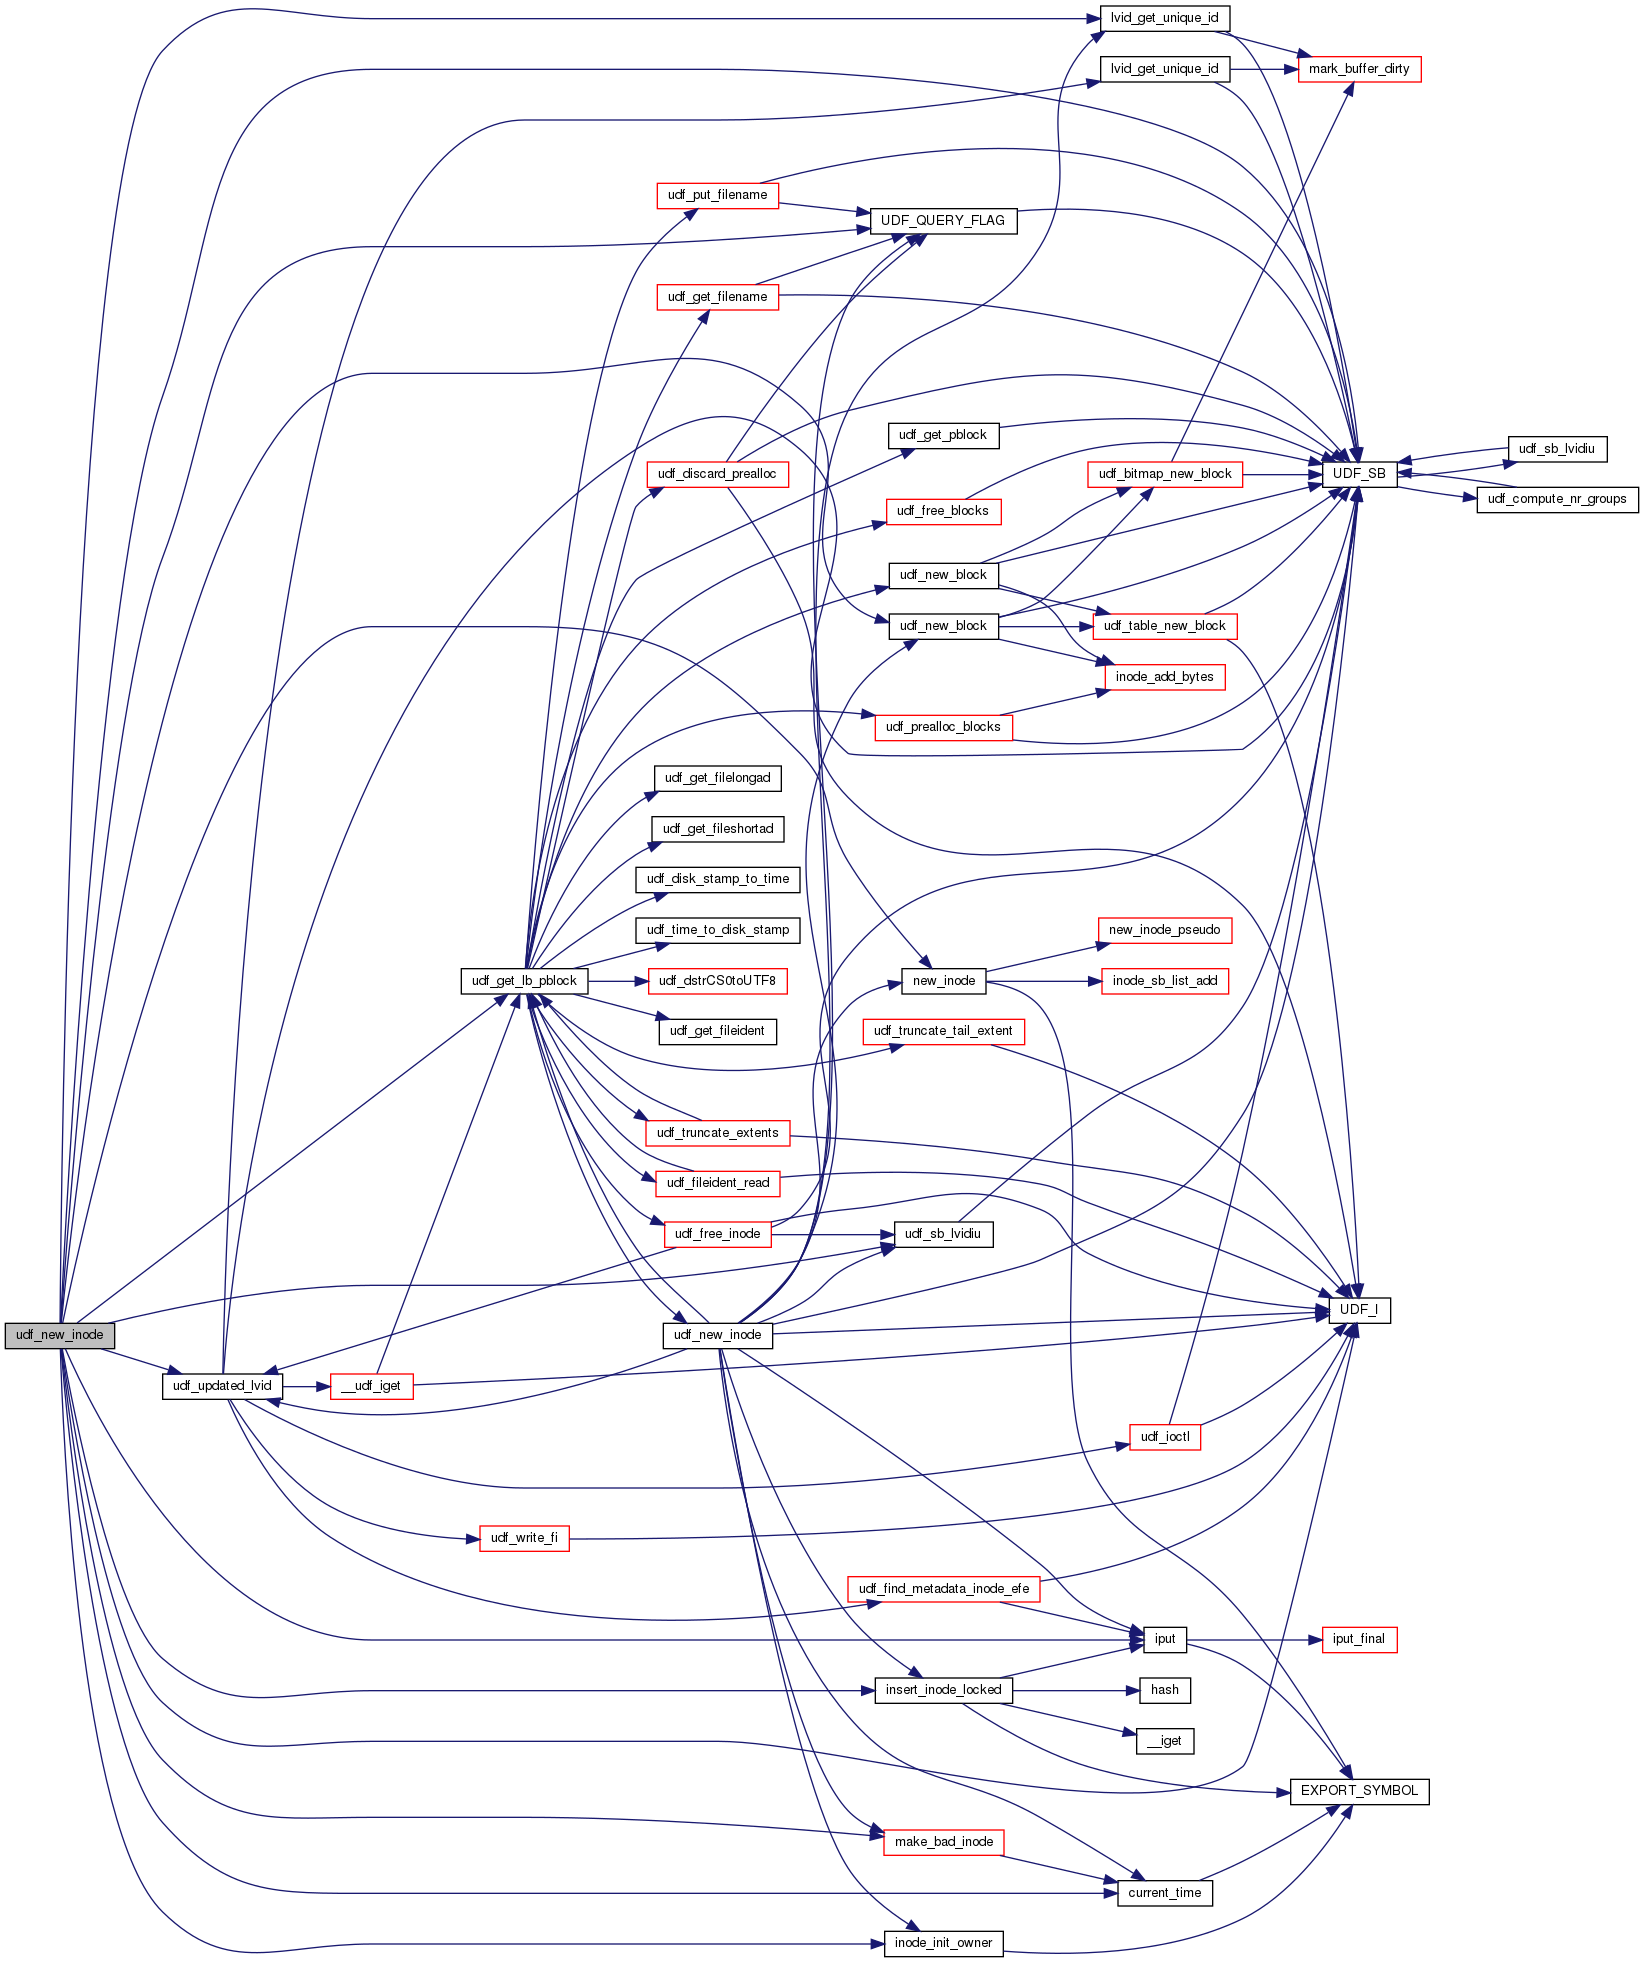 lvid_get_unique_id
lvid_get_unique_id
mark_buffer_dirty
udf_put_filename
UDF_QUERY_FLAG
udf_get_filename
udf_get_pblock
udf_sb_lvidiu
udf_discard_prealloc
udf_bitmap_new_block
UDF_SB
udf_compute_nr_groups
udf_free_blocks
udf_new_block
udf_new_block
udf_table_new_block
inode_add_bytes
udf_prealloc_blocks
udf_get_filelongad
udf_get_fileshortad
udf_disk_stamp_to_time
udf_time_to_disk_stamp
new_inode_pseudo
udf_get_lb_pblock
udf_dstrCS0toUTF8
new_inode
inode_sb_list_add
udf_get_fileident
udf_truncate_tail_extent
udf_truncate_extents
udf_fileident_read
udf_free_inode
udf_sb_lvidiu
UDF_I
udf_new_inode
udf_new_inode
udf_updated_lvid
__udf_iget
udf_ioctl
udf_write_fi
udf_find_metadata_inode_efe
iput
iput_final
insert_inode_locked
hash
__iget
EXPORT_SYMBOL
make_bad_inode
current_time
inode_init_owner